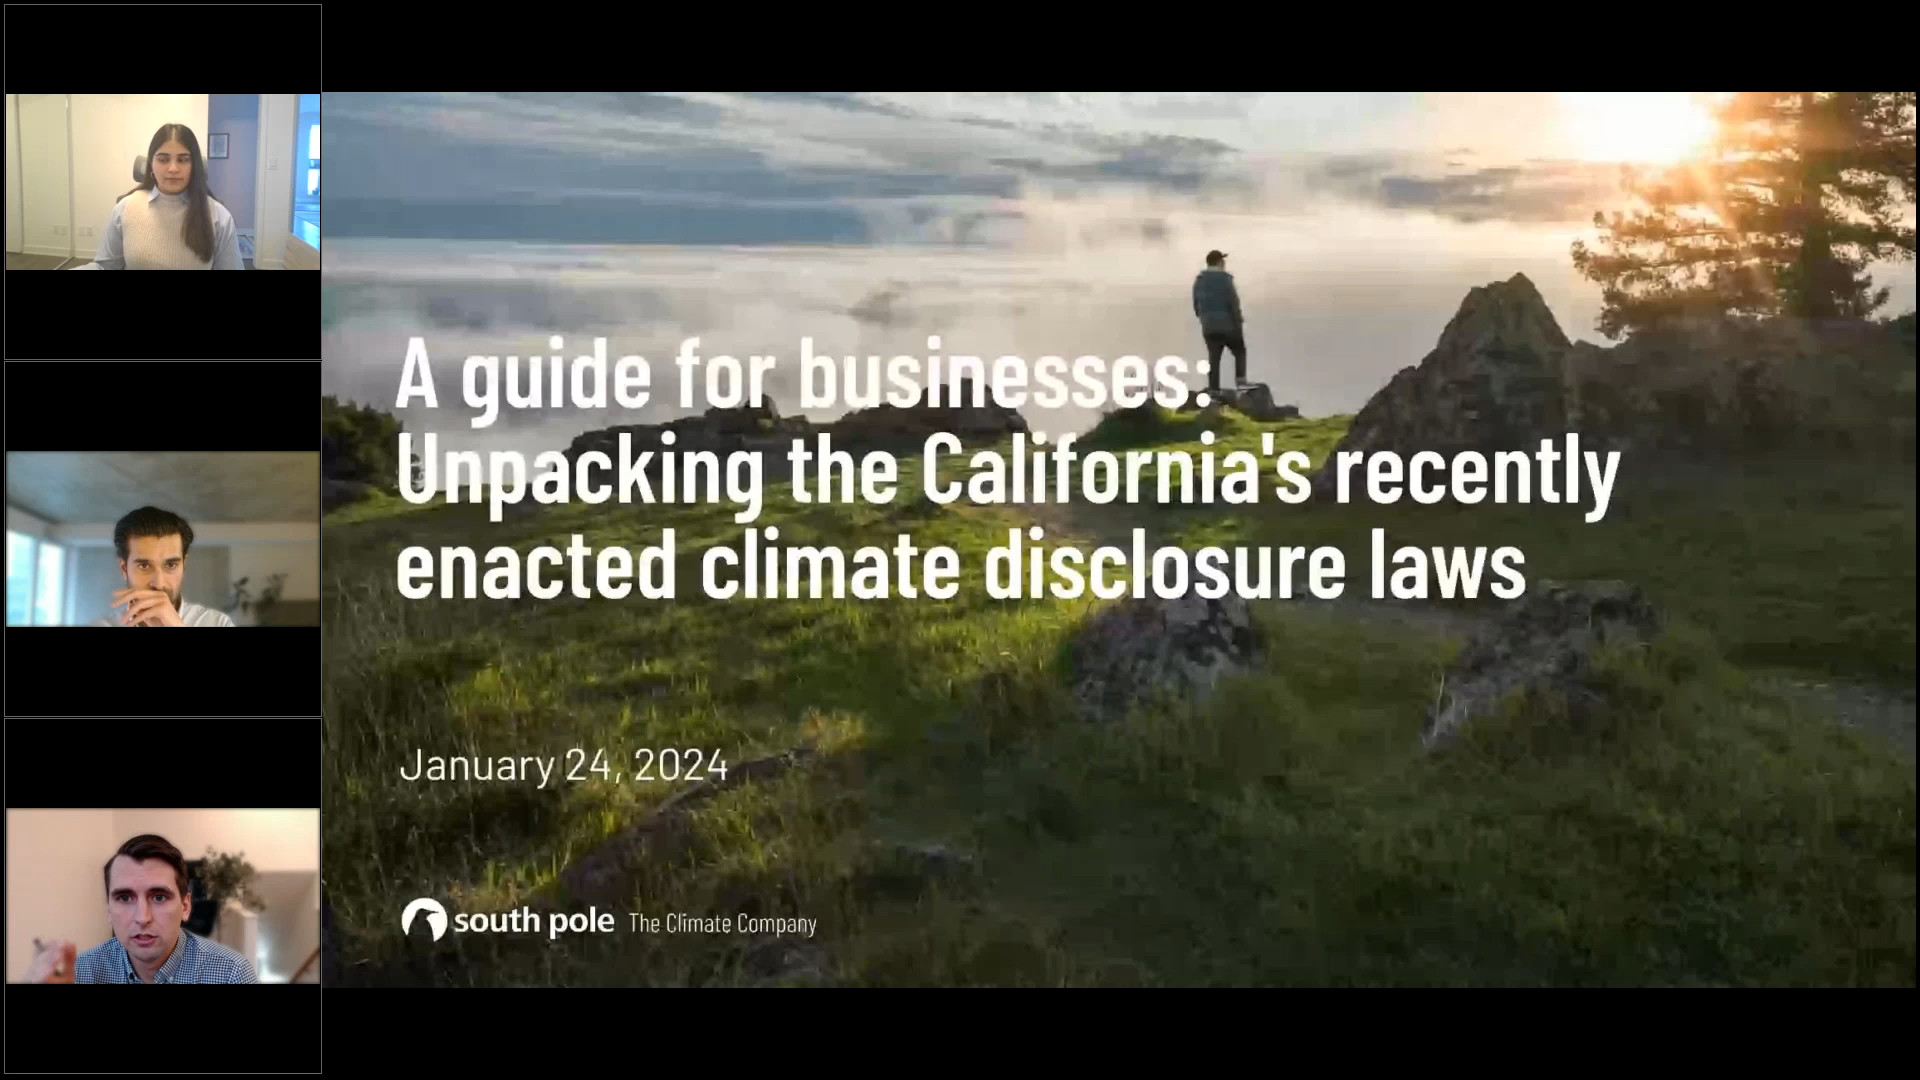 A guide for businesses:
Unpacking the California's recently
enacted climate disclosure laws
January 24, 2024
south pole The Climate Company